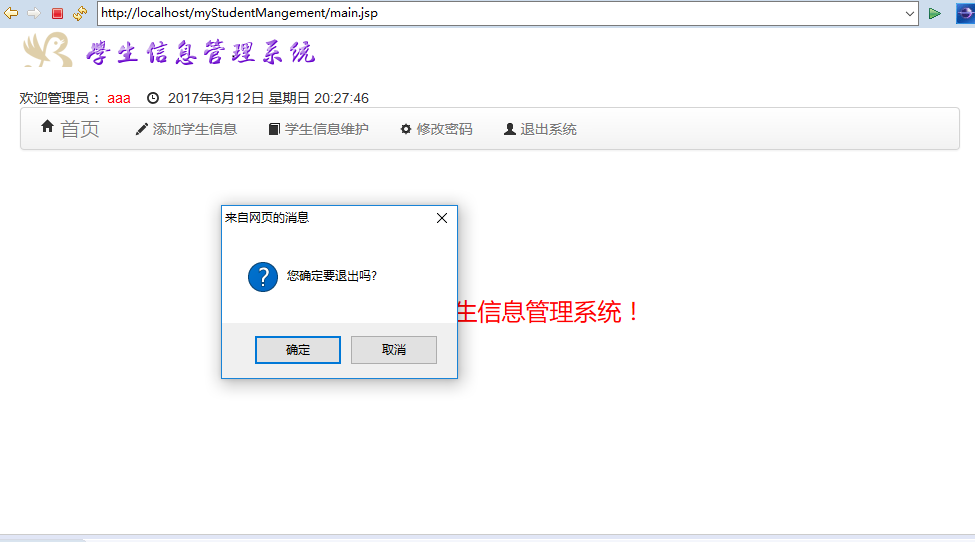 http://localhost/myStudentMangement/main.jsp
學生信息管理系统
欢迎管理员： aaa 2017年3月12日 星期日 20:27:46
首页 添加学生信息 学生信息维护 修改密码 退出系统
来自网页的消息
您确定要退出吗?
生信息管理系统！
确定 取消